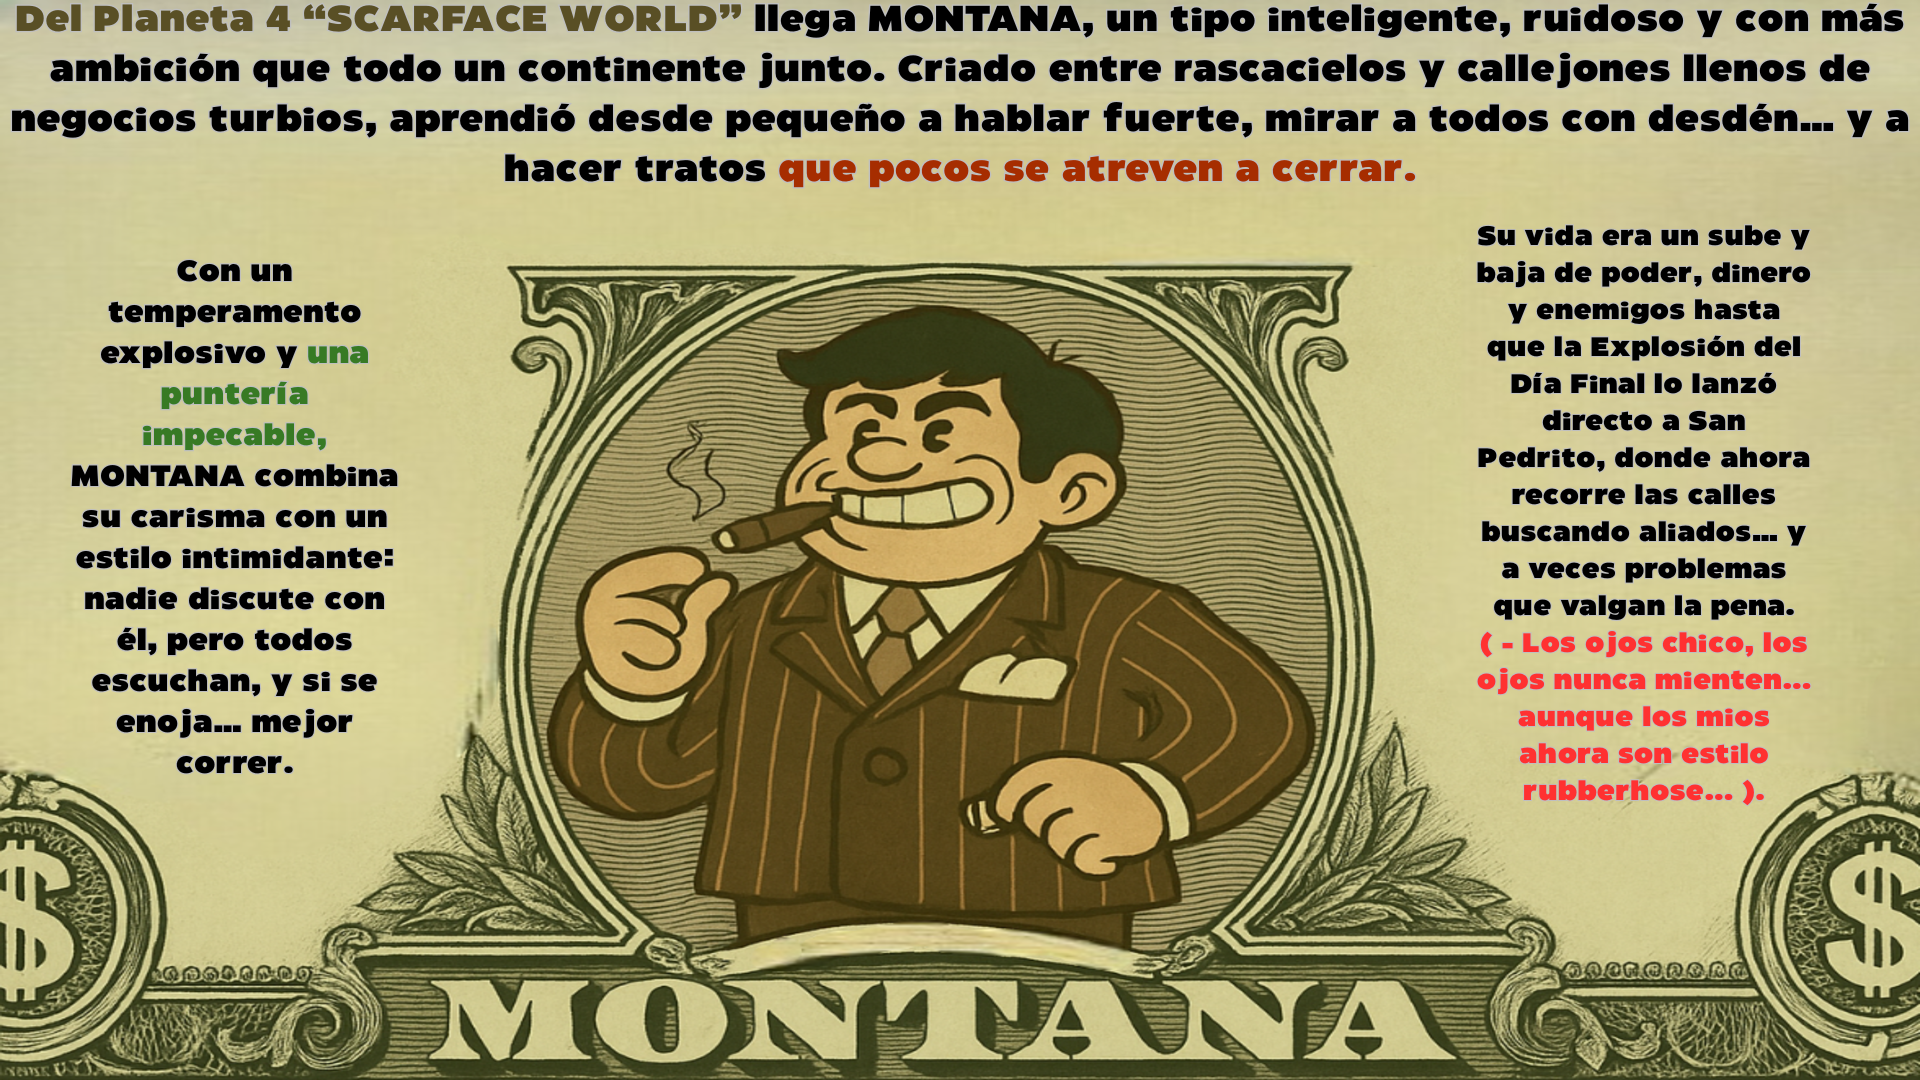 Del Planeta 4 “SCARFACE WORLD” llega MONTANA, un tipo inteligente, ruidoso y con más
ambición que todo un continente junto. Criado entre rascacielos y callejones llenos de
negocios turbios, aprendió desde pequeño a hablar fuerte, mirar a todos con desdén... y a
hacer tratos que pocos se atreven a cerrar.
Con un
temperamento
explosivo y una
puntería
impecable,
MONTANA combina
su carisma con un
estilo intimidante:
nadie discute con
él, pero todos
escuchan, y si se
enoja... mejor
correr.
Su vida era un sube y
baja de poder, dinero
y enemigos hasta
que la Explosión del
Día Final lo lanzó
directo a San
Pedrito, donde ahora
recorre las calles
buscando aliados... y
a veces problemas
que valgan la pena.
( - Los ojos chico, los
ojos nunca mienten...
aunque los mios
ahora son estilo
rubberhose... ).
$
$
MONTANA